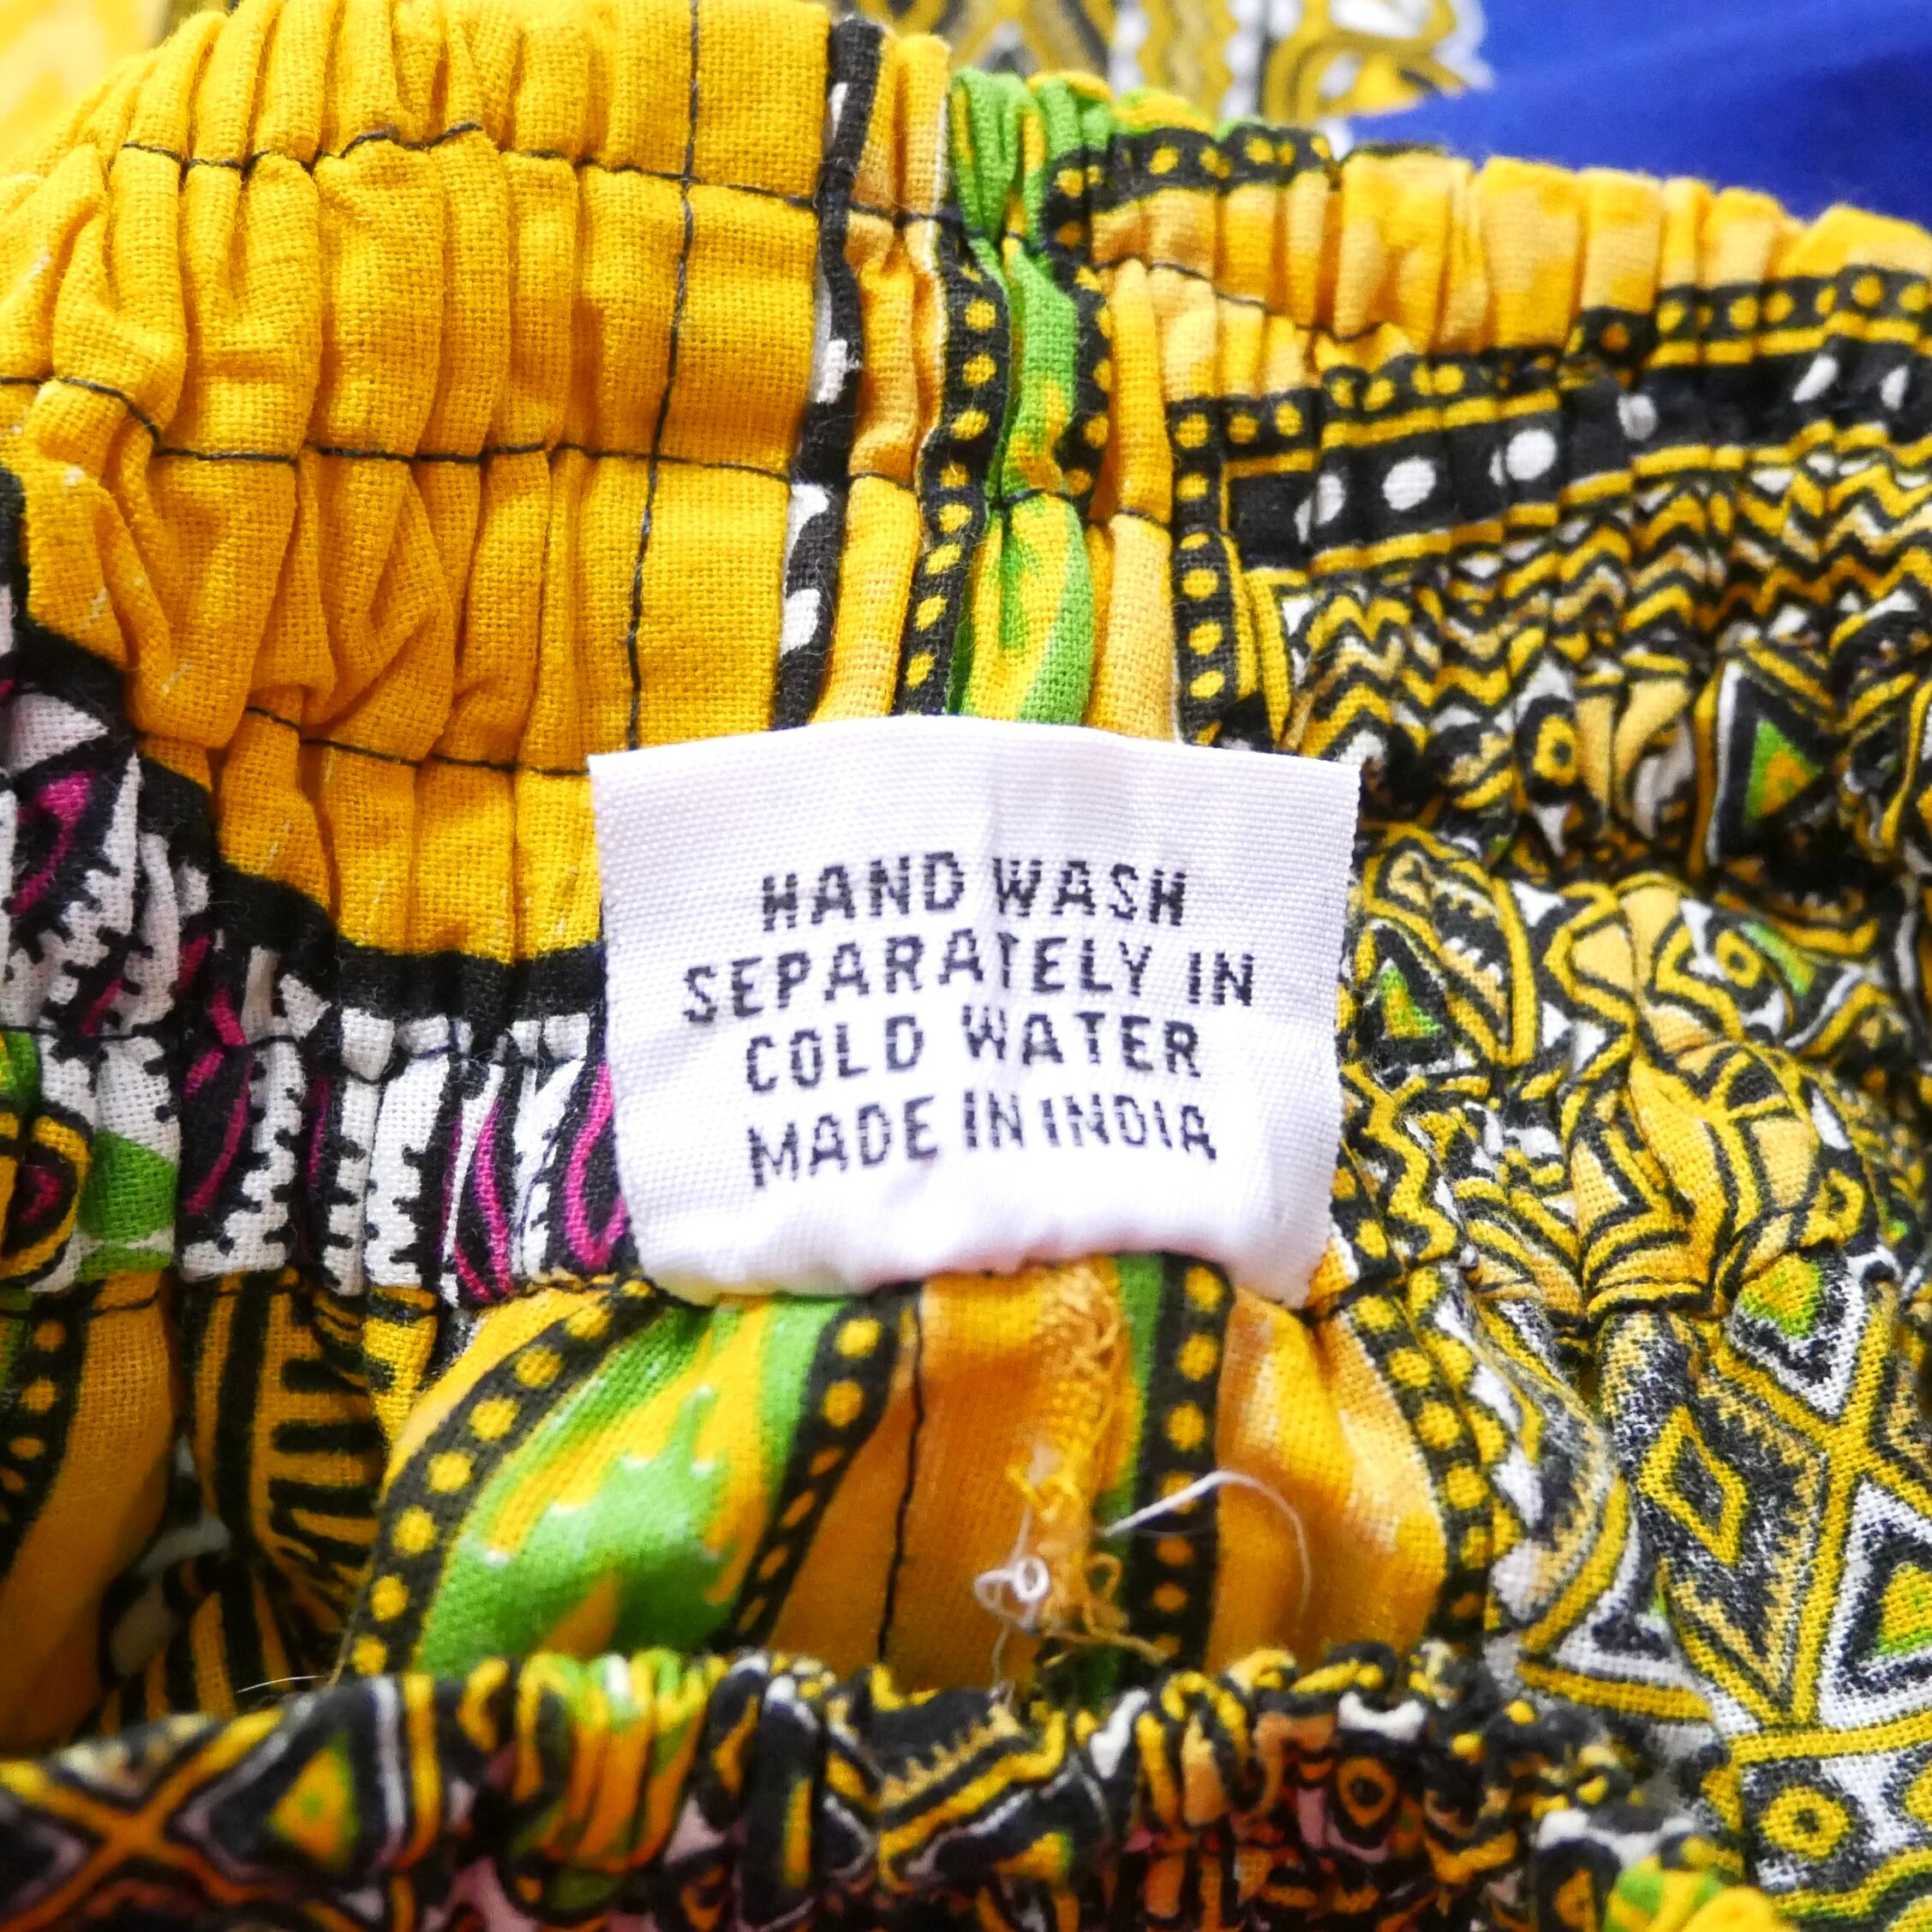 HAND WASH
SEPARATELY IN
COLD WATER
MADE IN INDIA